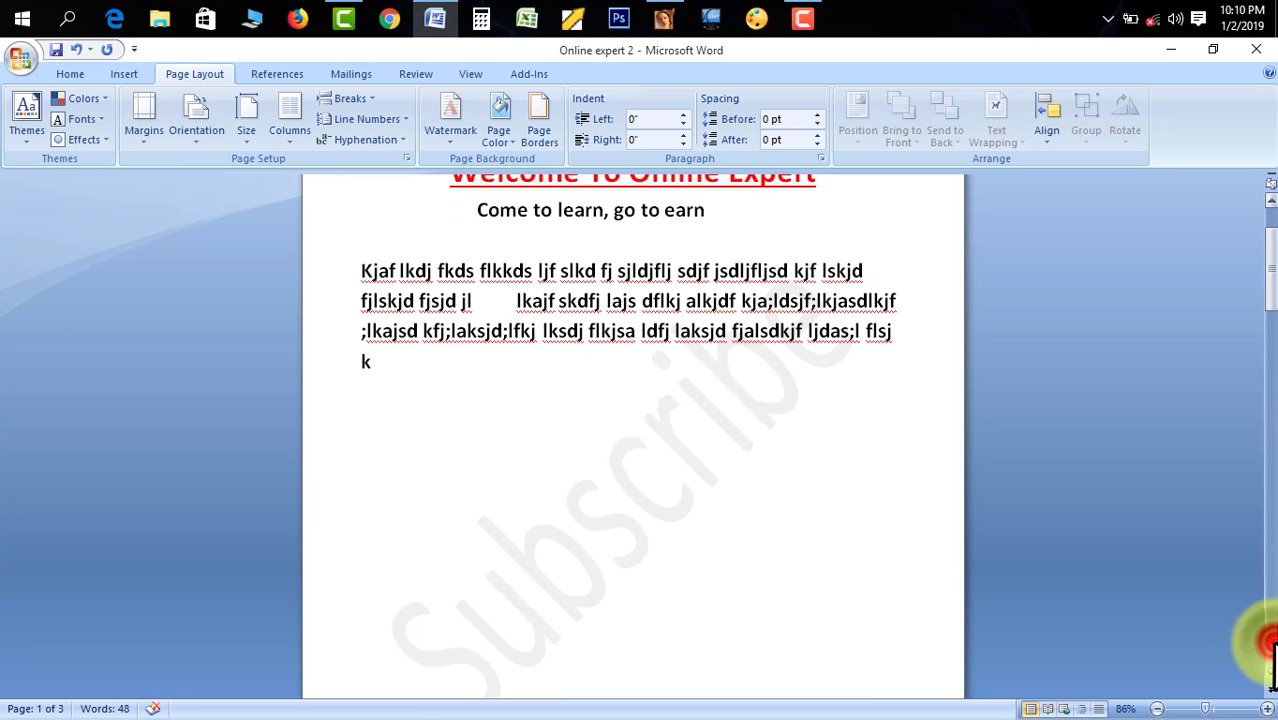 10:10 PM
1/2/2019
Online expert 2 - Microsoft Word
Home Insert Page Layout References Mailings Review View Add-Ins
Themes Colors Fonts Effects Margins Orientation Size Columns Breaks Line Numbers Hyphenation Watermark Page Color Page Borders Indent Left: 0" Right: 0" Spacing Before: 0 pt After: 0 pt Position Bring to Front Send to Back Text Wrapping Align Group Rotate
Themes Page Setup Page Background Paragraph Arrange
Welcome To Online Expert
Come to learn, go to earn
Kjaf lkdj fkds flkkds ljf slkd fj sjldjflj sdjf jsdljfljsd kjf lskjd
fjlskjd fjsjd jl lkajf skdfj lajs dflkj alkjdf kja;ldsjf;lkjasdlkjf
;lkajsd kfj;laksjd;lfkj lksdj flkjsa ldfj laksjd fjalsdkjf ljdas;l flsj
k
Subscribe
Page: 1 of 3 Words: 48 86%